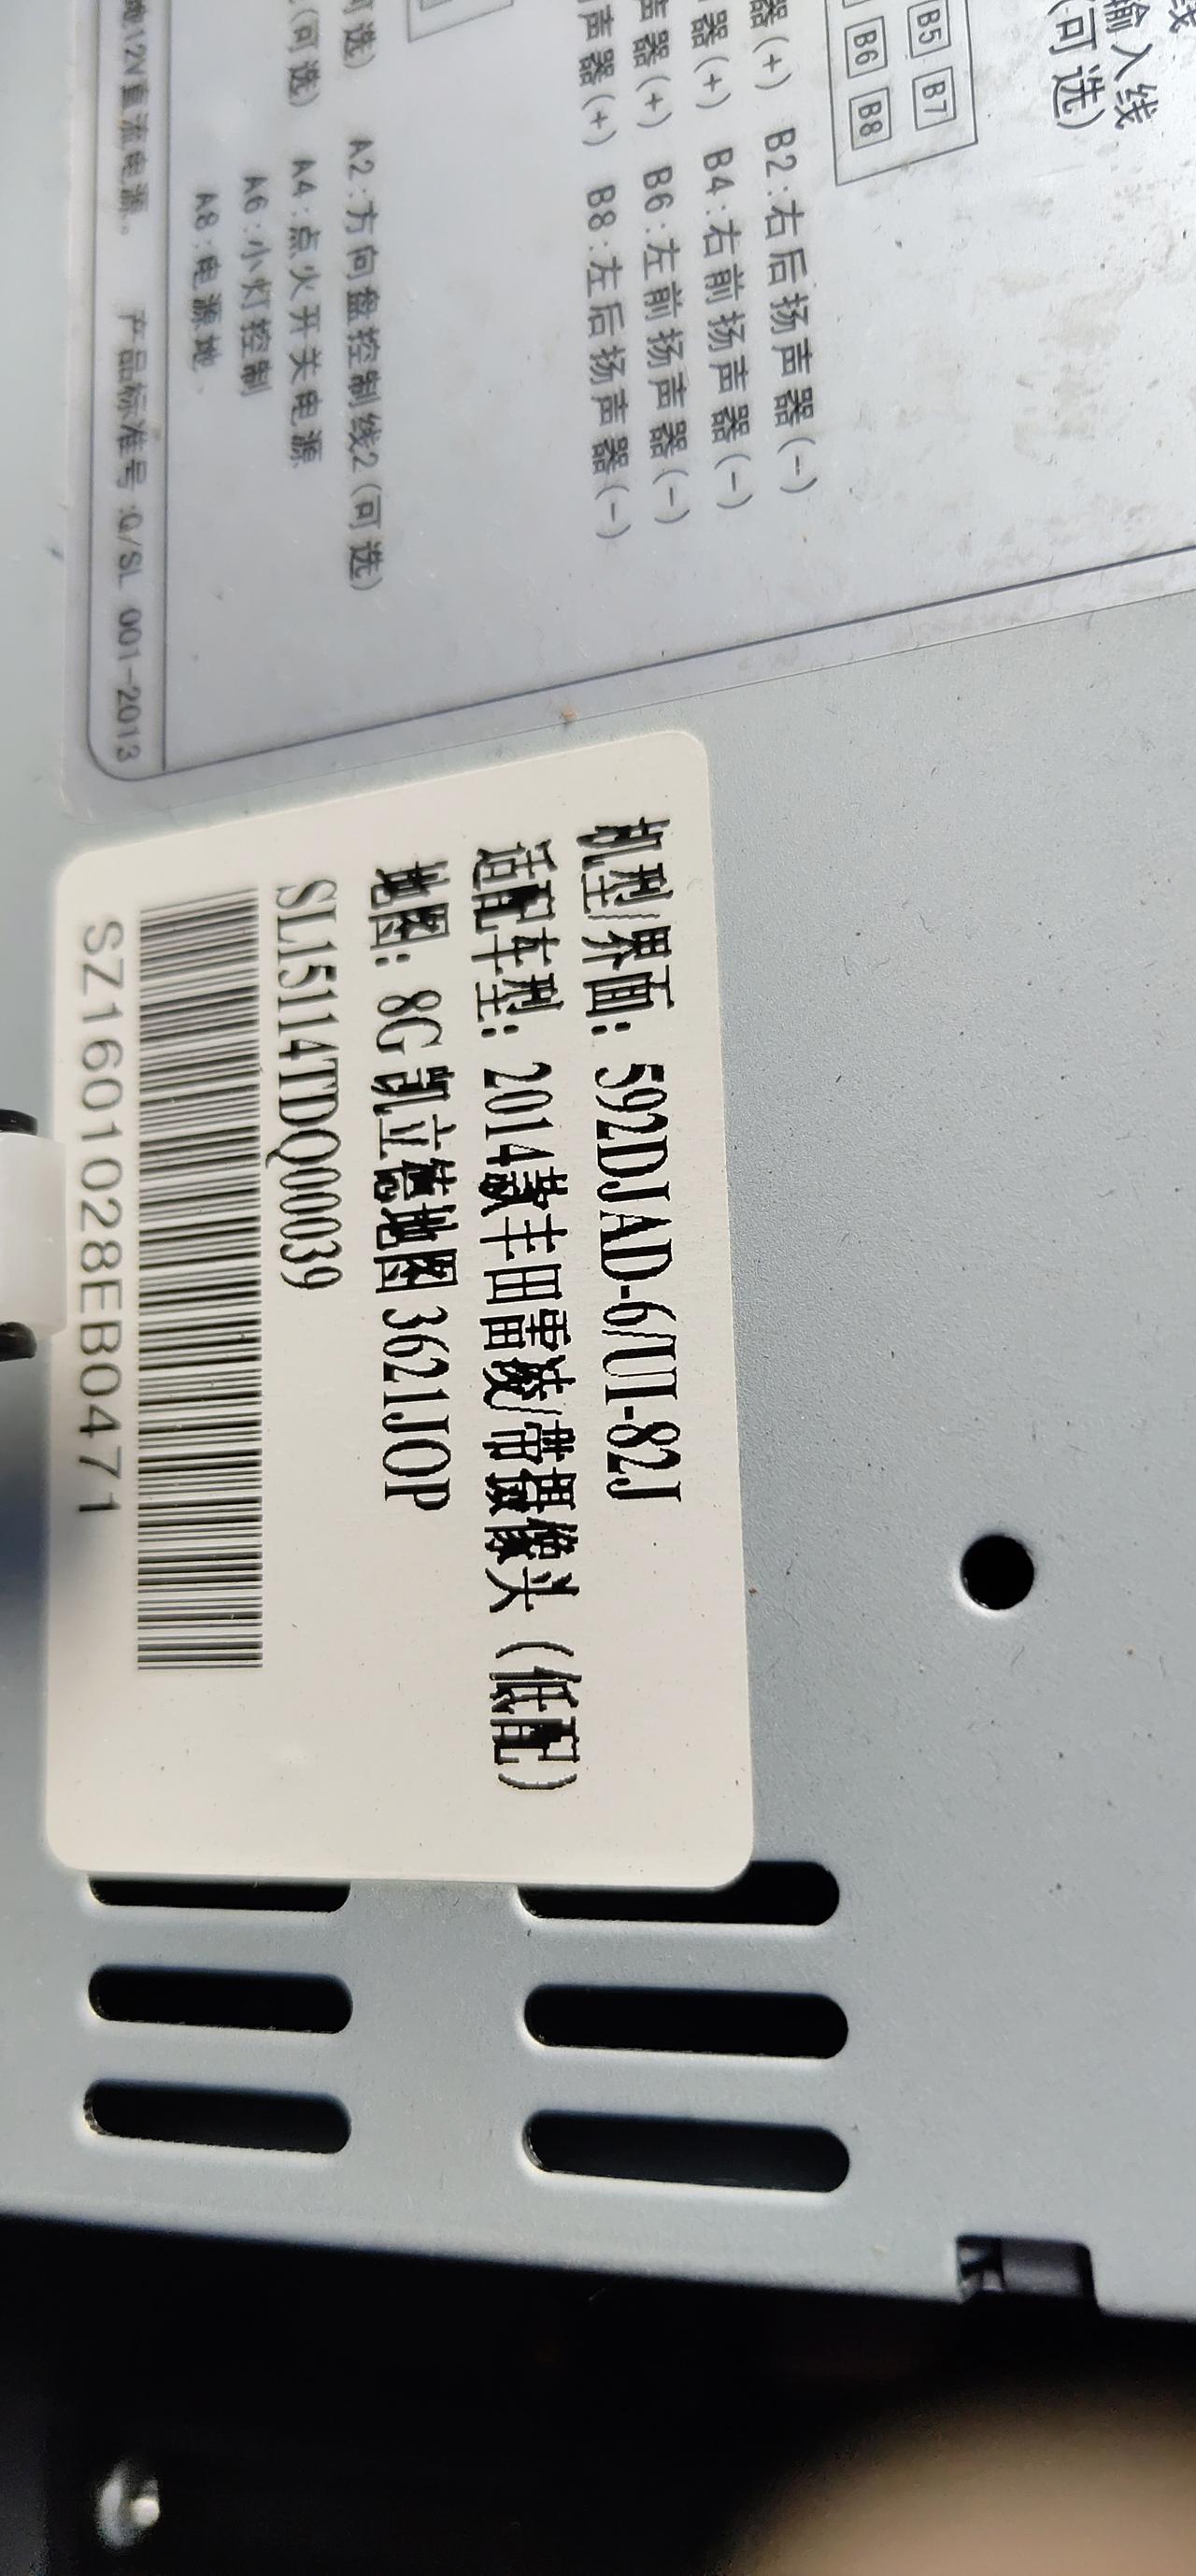 输入线
(可选)
B5
B7
B6
B8
B2:右后扬声器(-)
器(+)
B4:右前扬声器(-)
器(+)
B6:左前扬声器(-)
声器(+)
B8:左后扬声器(-)
声器(+)
A2:方向盘控制线2(可选)
可选)
A4:点火开关电源
(可选)
A6:小灯控制
A8:电源地
12V直流电源。 产品标准号:Q/SL 001-2013
机型/界面: 592DJAD-6/UI-82J
适配车型: 2014款丰田雷凌/带摄像头 (低配)
地图: 8G 凯立德地图 3621JOP
SL15114TDQ00039
SZ1601028EB0471